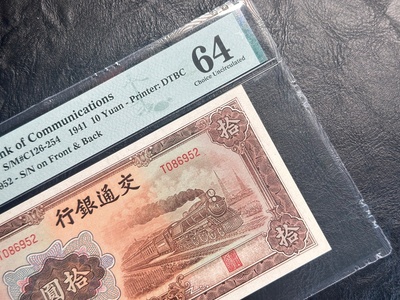 64
Choice Uncirculated
nk of Communications
S/M#C126-254 1941 10 Yuan - Printer: DTBC
952 - S/N on Front & Back
拾
T086952
行銀通交
T086952
圓拾
拾